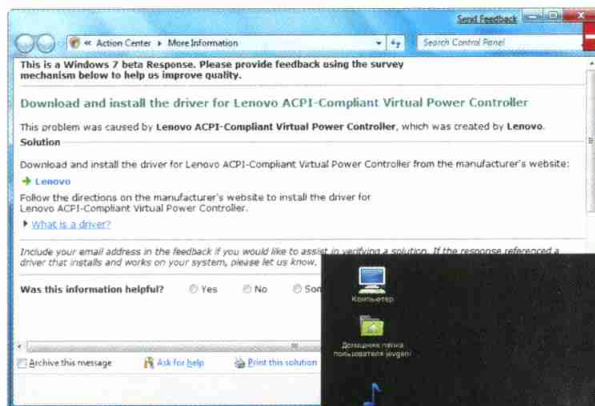 Send Feedback
« Action Center ▸ More Information
Search Control Panel
This is a Windows 7 beta Response. Please provide feedback using the survey
mechanism below to help us improve quality.
Download and install the driver for Lenovo ACPI-Compliant Virtual Power Controller
This problem was caused by Lenovo ACPI-Compliant Virtual Power Controller, which was created by Lenovo.
Solution
Download and install the driver for Lenovo ACPI-Compliant Virtual Power Controller from the manufacturer's website:
Lenovo
Follow the directions on the manufacturer's website to install the driver for
Lenovo ACPI-Compliant Virtual Power Controller.
What is a driver?
Include your email address in the feedback if you would like to assist in verifying a solution. If the response referenced a
driver that installs and works on your system, please let us know.
Was this information helpful? Yes No Som
Archive this message Ask for help Print this solution
Компьютер
Домашняя папка
пользователя jevgeni